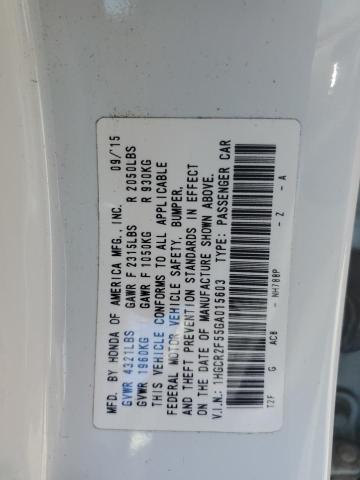 MFD. BY HONDA OF AMERICA MFG., INC. 09/'15
GVWR 4321LBS GAWR F 2315LBS R 2050LBS
GVWR 1960KG GAWR F 1050KG R 930KG
THIS VEHICLE CONFORMS TO ALL APPLICABLE
FEDERAL MOTOR VEHICLE SAFETY, BUMPER,
AND THEFT PREVENTION STANDARDS IN EFFECT
ON THE DATE OF MANUFACTURE SHOWN ABOVE.
V.I.N.: 1HGCR2F55GA015603 TYPE: PASSENGER CAR
T2F G ACB - NH788P - Z - A